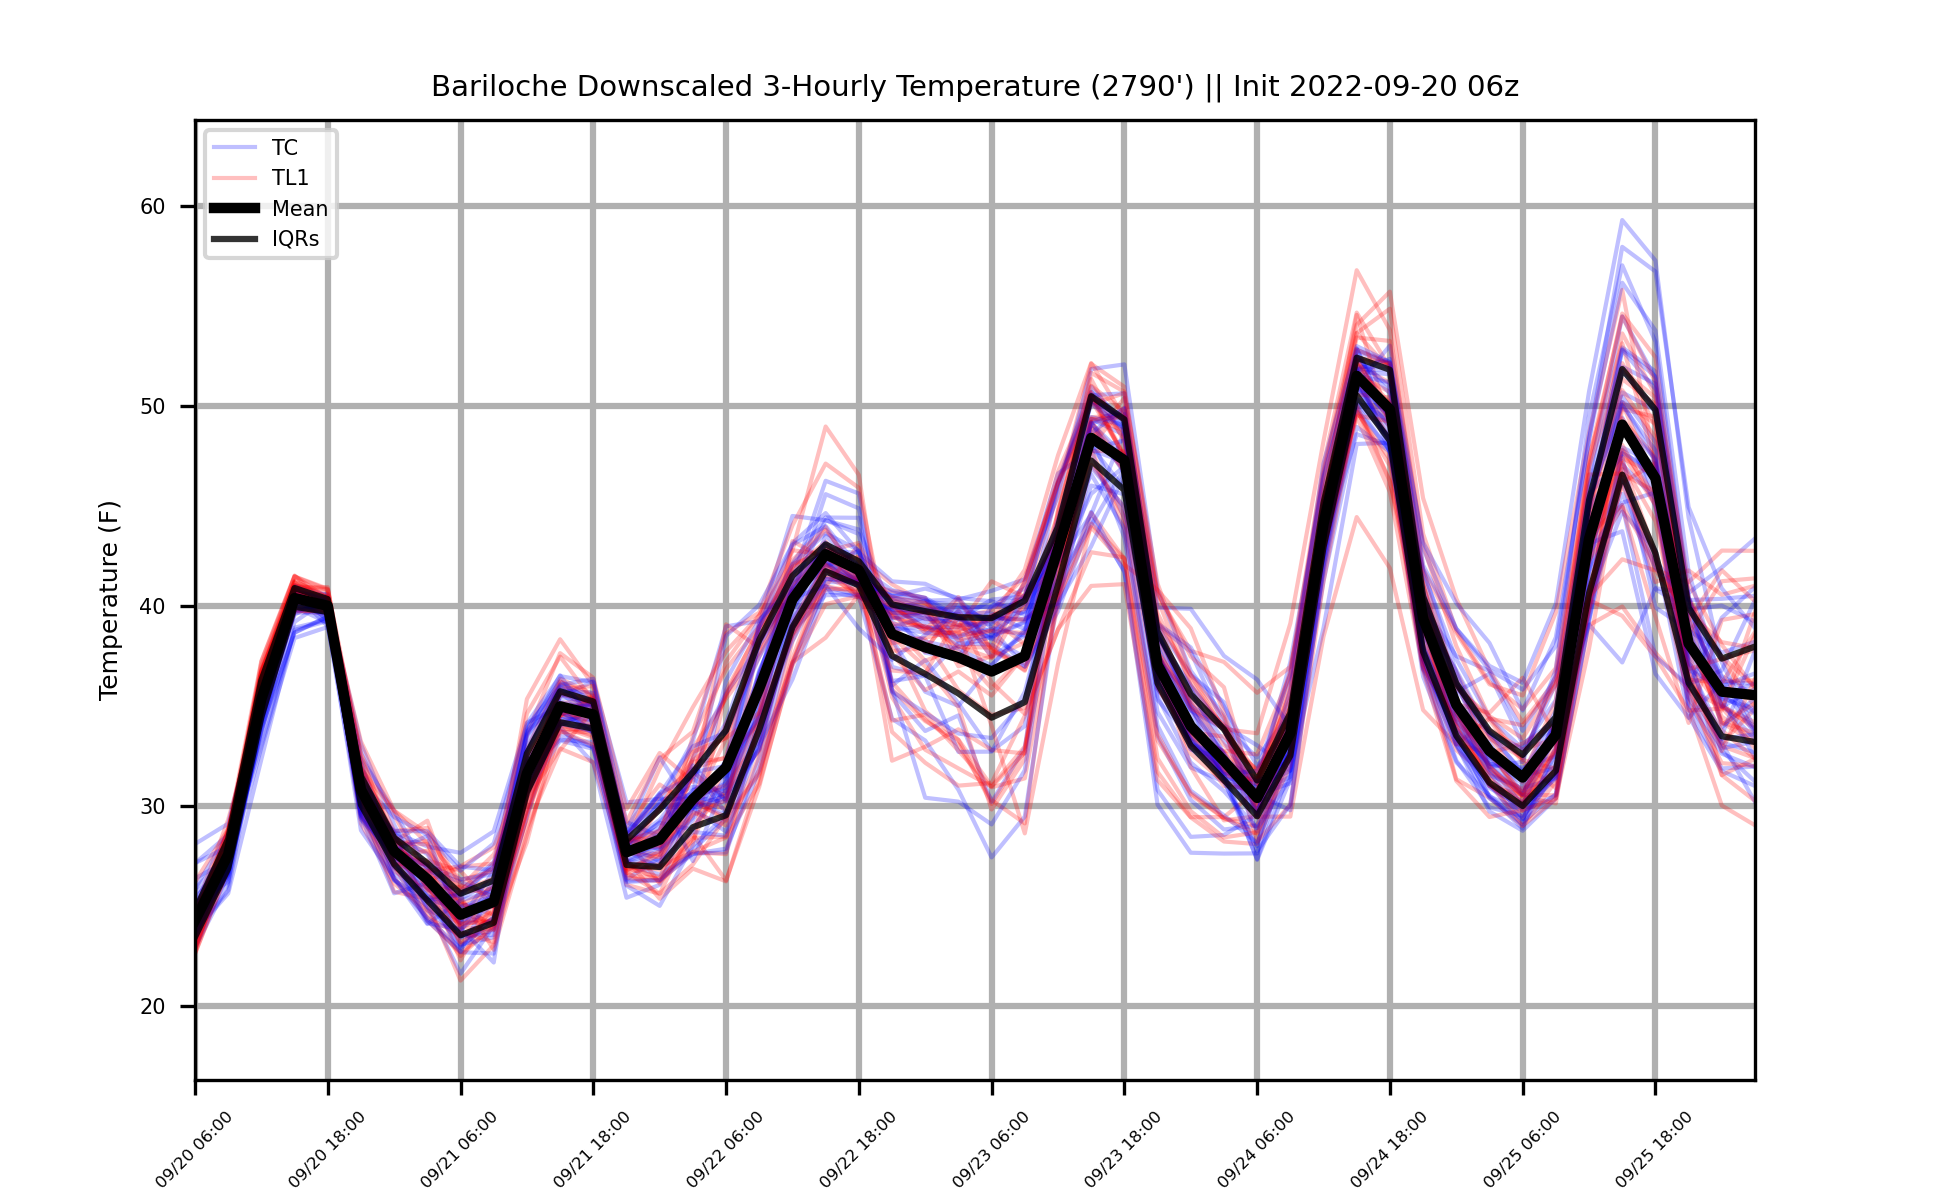 Bariloche Downscaled 3-Hourly Temperature (2790') || Init 2022-09-20 06z
TC
TL1
Mean
IQRs
Temperature (F)
60
50
40
30
20
09/20 06:00
09/20 18:00
09/21 06:00
09/21 18:00
09/22 06:00
09/22 18:00
09/23 06:00
09/23 18:00
09/24 06:00
09/24 18:00
09/25 06:00
09/25 18:00